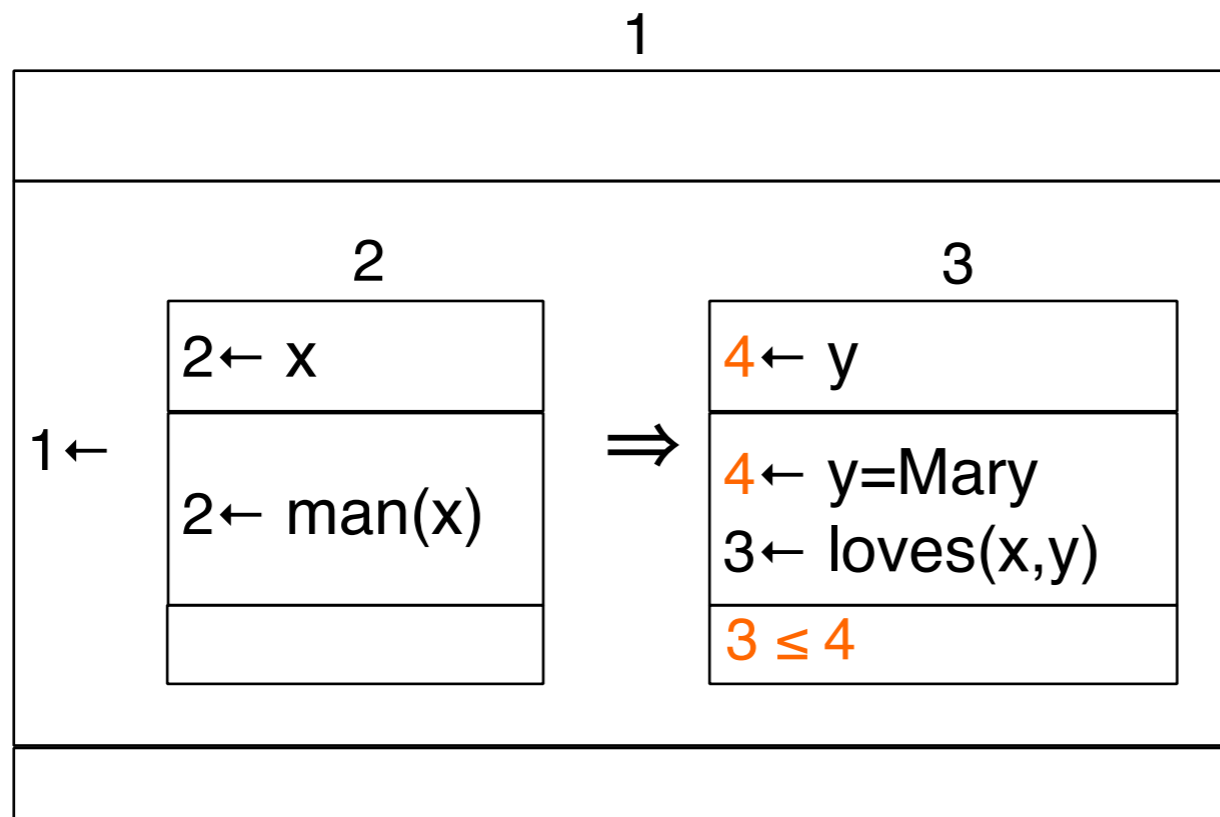 1
2
3
2← x
4← y
1←
⇒
2← man(x)
4← y=Mary
3← loves(x,y)
3 ≤ 4